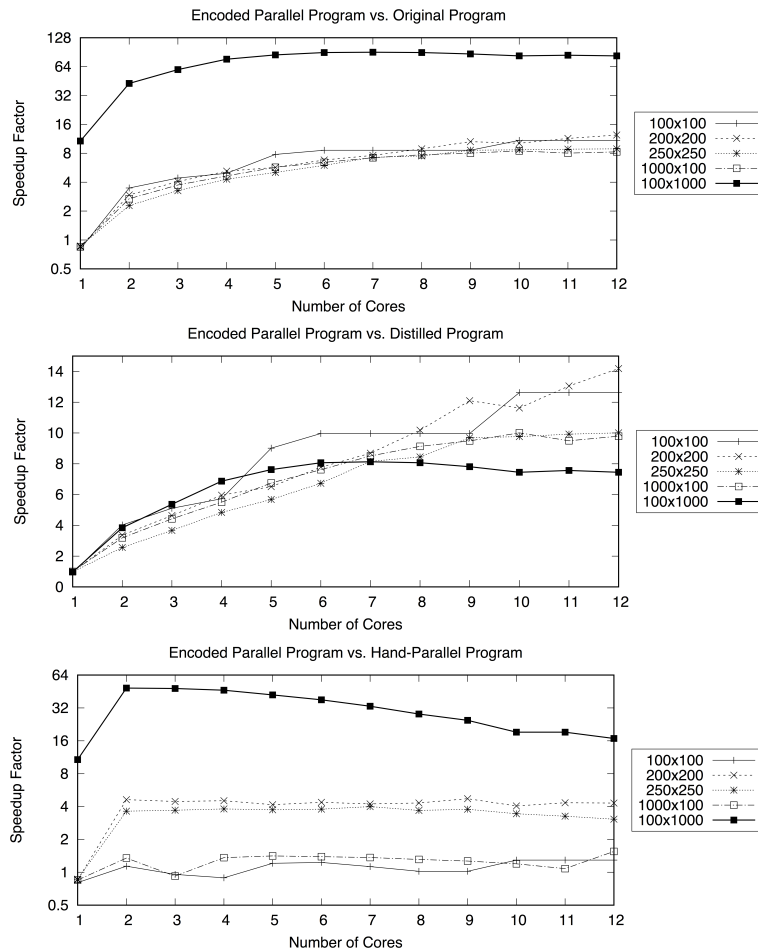 Encoded Parallel Program vs. Original Program
128
64
32
16
8
4
2
1
0.5
Speedup Factor
1 2 3 4 5 6 7 8 9 10 11 12
Number of Cores
100x100
200x200
250x250
1000x100
100x1000
Encoded Parallel Program vs. Distilled Program
14
12
10
8
6
4
2
0
Speedup Factor
1 2 3 4 5 6 7 8 9 10 11 12
Number of Cores
100x100
200x200
250x250
1000x100
100x1000
Encoded Parallel Program vs. Hand-Parallel Program
64
32
16
8
4
2
1
0.5
Speedup Factor
1 2 3 4 5 6 7 8 9 10 11 12
Number of Cores
100x100
200x200
250x250
1000x100
100x1000